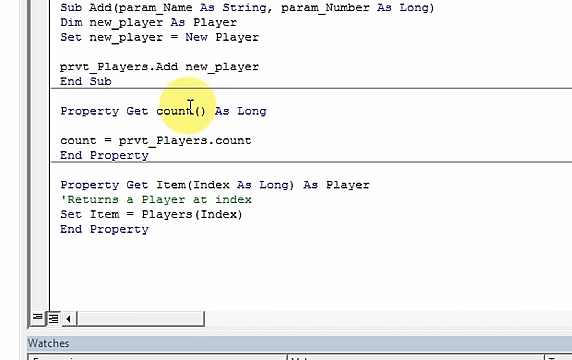 Sub Add(param_Name As String, param_Number As Long)
Dim new_player As Player
Set new_player = New Player
prvt_Players.Add new_player
End Sub
Property Get count() As Long
count = prvt_Players.count
End Property
Property Get Item(Index As Long) As Player
'Returns a Player at index
Set Item = Players(Index)
End Property
Watches